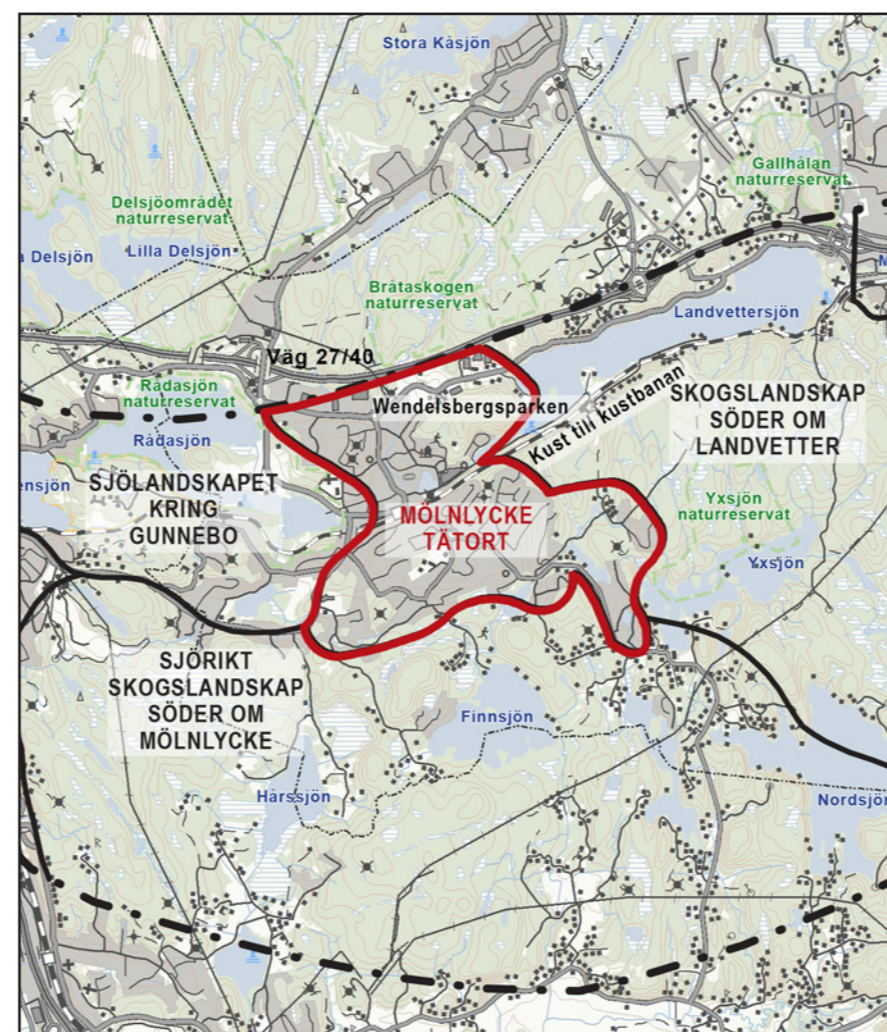 Stora Kåsjön
Gallhålan
naturreservat
Delsjöområdet
naturreservat
Lilla Delsjön
Delsjön
Bråtaskogen
naturreservat
Landvettersjön
Väg 27/40
Rådasjön
naturreservat
Wendelsbergsparken
Kust till kustbanan
SKOGSLANDSKAP
SÖDER OM
LANDVETTER
Rådasjön
SJÖLANDSKAPET
KRING
GUNNEBO
MÖLNLYCKE
TÄTORT
Yxsjön
naturreservat
Yxsjön
SJÖRIKT
SKOGSLANDSKAP
SÖDER OM
MÖLNLYCKE
Finnsjön
Hårssjön
Nordsjön